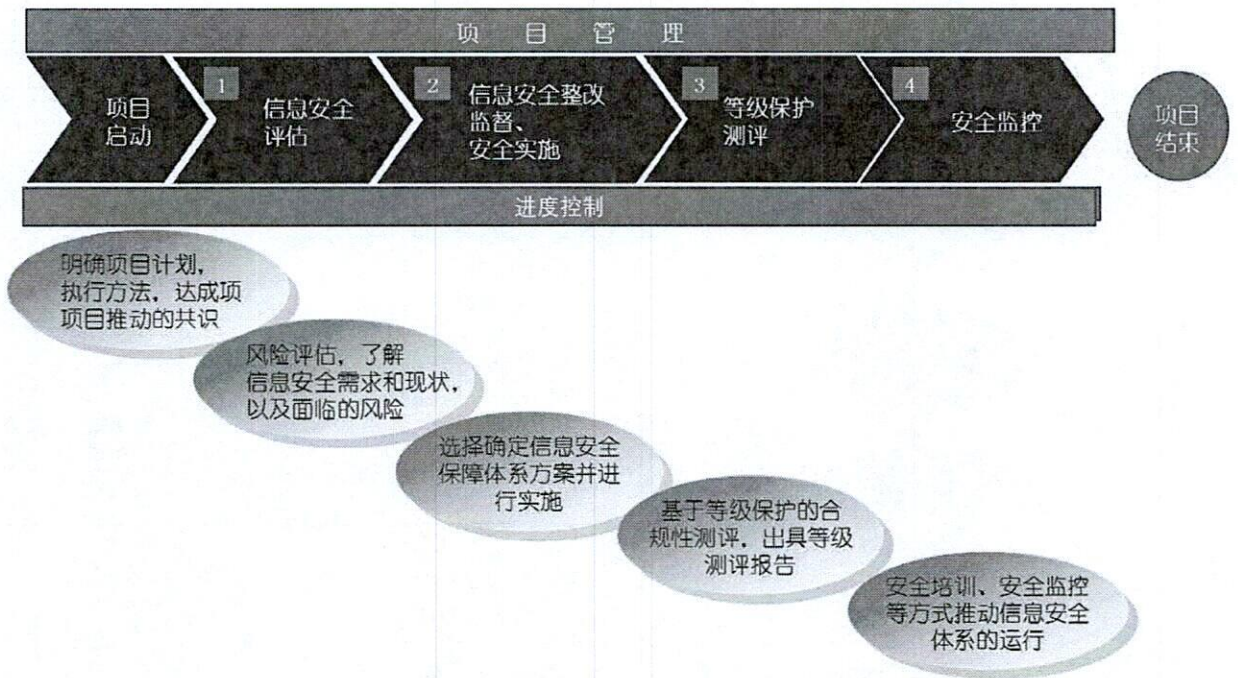 项目管理
项目
启动
1
信息安全
评估
2
信息安全整改
监督、
安全实施
3
等级保护
测评
4
安全监控
项目
结束
进度控制
明确项目计划,
执行方法, 达成项
项目推动的共识
风险评估, 了解
信息安全需求和现状,
以及面临的风险
选择确定信息安全
保障体系方案并进
行实施
基于等级保护的合
规性测评, 出具等级
测评报告
安全培训、安全监控
等方式推动信息安全
体系的运行